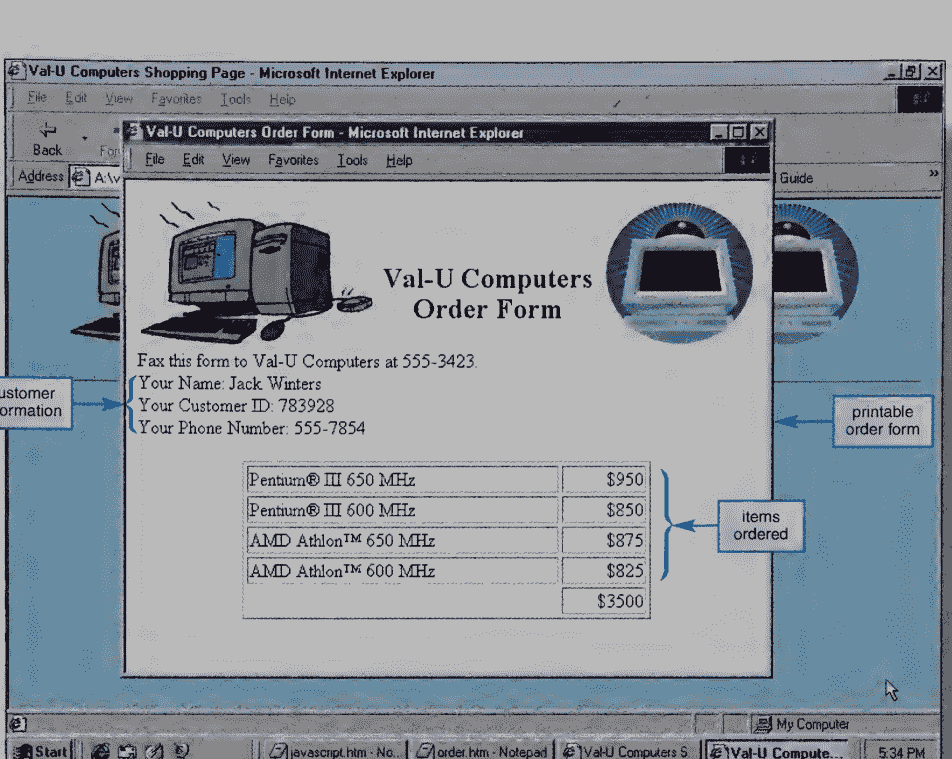 Val-U Computers Shopping Page - Microsoft Internet Explorer
File Edit View Favorites Tools Help
Val-U Computers Order Form - Microsoft Internet Explorer
Back
File Edit View Favorites Tools Help
Address A:\v
Guide »
Val-U Computers
Order Form
Fax this form to Val-U Computers at 555-3423.
Your Name: Jack Winters
Your Customer ID: 783928
Your Phone Number: 555-7854
ustomer
ormation
printable
order form
Pentium® III 650 MHz $950
Pentium® III 600 MHz $850
AMD Athlon™ 650 MHz $875
AMD Athlon™ 600 MHz $825
$3500
items
ordered
My Computer
Start javascript.htm - No... order.htm - Notepad Val-U Computers S... Val-U Compute... 5:34 PM